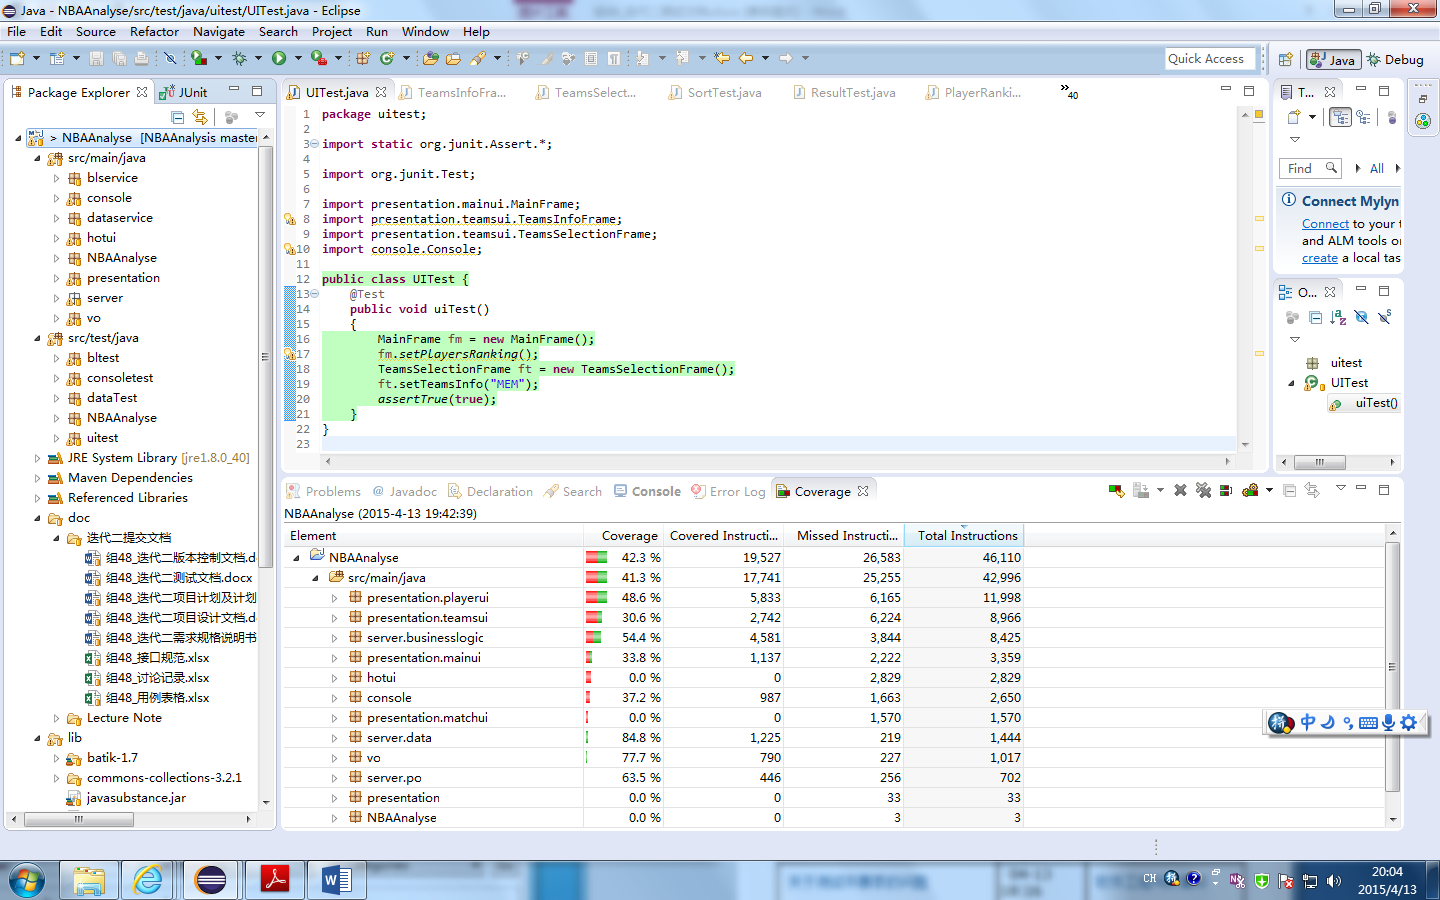 Java - NBAAnalyse/src/test/java/uitest/UITest.java - Eclipse
File Edit Source Refactor Navigate Search Project Run Window Help
Quick Access Java Debug
Package Explorer JUnit
> NBAAnalyse [NBAAnalysis master
src/main/java
blservice
console
dataservice
hotui
NBAAnalyse
presentation
server
vo
src/test/java
bltest
consoletest
dataTest
NBAAnalyse
uitest
JRE System Library [jre1.8.0_40]
Maven Dependencies
Referenced Libraries
doc
迭代二提交文档
组48_迭代二版本控制文档.d
组48_迭代二测试文档.docx
组48_迭代二项目计划及计划
组48_迭代二项目设计文档.d
组48_迭代二需求规格说明书
组48_接口规范.xlsx
组48_讨论记录.xlsx
组48_用例表格.xlsx
Lecture Note
lib
batik-1.7
commons-collections-3.2.1
javasubstance.jar
UITest.java TeamsInfoFra... TeamsSelect... SortTest.java ResultTest.java PlayerRanki... »40
1 package uitest;
2
3 import static org.junit.Assert.*;
4
5 import org.junit.Test;
6
7 import presentation.mainui.MainFrame;
8 import presentation.teamsui.TeamsInfoFrame;
9 import presentation.teamsui.TeamsSelectionFrame;
10 import console.Console;
11
12 public class UITest {
13 @Test
14 public void uiTest()
15 {
16 MainFrame fm = new MainFrame();
17 fm.setPlayersRanking();
18 TeamsSelectionFrame ft = new TeamsSelectionFrame();
19 ft.setTeamsInfo("MEM");
20 assertTrue(true);
21 }
22 }
23
T...
Find All
Connect Mylyn
Connect to your t
and ALM tools or
create a local tas
O...
uitest
UITest
uiTest()
Problems Javadoc Declaration Search Console Error Log Coverage
NBAAnalyse (2015-4-13 19:42:39)
Element Coverage Covered Instructi... Missed Instructi... Total Instructions
NBAAnalyse 42.3 % 19,527 26,583 46,110
src/main/java 41.3 % 17,741 25,255 42,996
presentation.playerui 48.6 % 5,833 6,165 11,998
presentation.teamsui 30.6 % 2,742 6,224 8,966
server.businesslogic 54.4 % 4,581 3,844 8,425
presentation.mainui 33.8 % 1,137 2,222 3,359
hotui 0.0 % 0 2,829 2,829
console 37.2 % 987 1,663 2,650
presentation.matchui 0.0 % 0 1,570 1,570
server.data 84.8 % 1,225 219 1,444
vo 77.7 % 790 227 1,017
server.po 63.5 % 446 256 702
presentation 0.0 % 0 33 33
NBAAnalyse 0.0 % 0 3 3
中
CH
20:04
2015/4/13